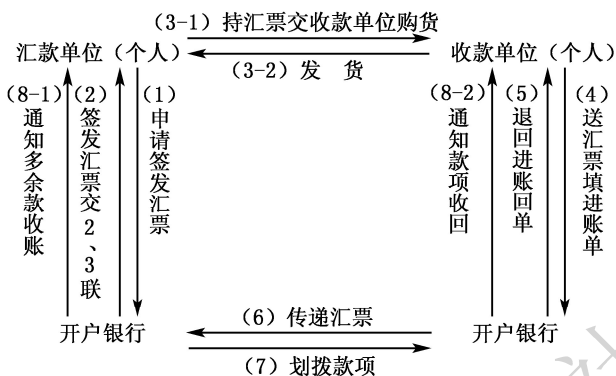 (3-1) 持汇票交收款单位购货
汇款单位(个人)
收款单位(个人)
(3-2) 发 货
(8-1) 通知多余款收账
(2) 签发汇票交2、3联
(1) 申请签发汇票
(8-2) 通知款项收回
(5) 退回进账回单
(4) 送汇票填进账单
(6) 传递汇票
开户银行
开户银行
(7) 划拨款项
社